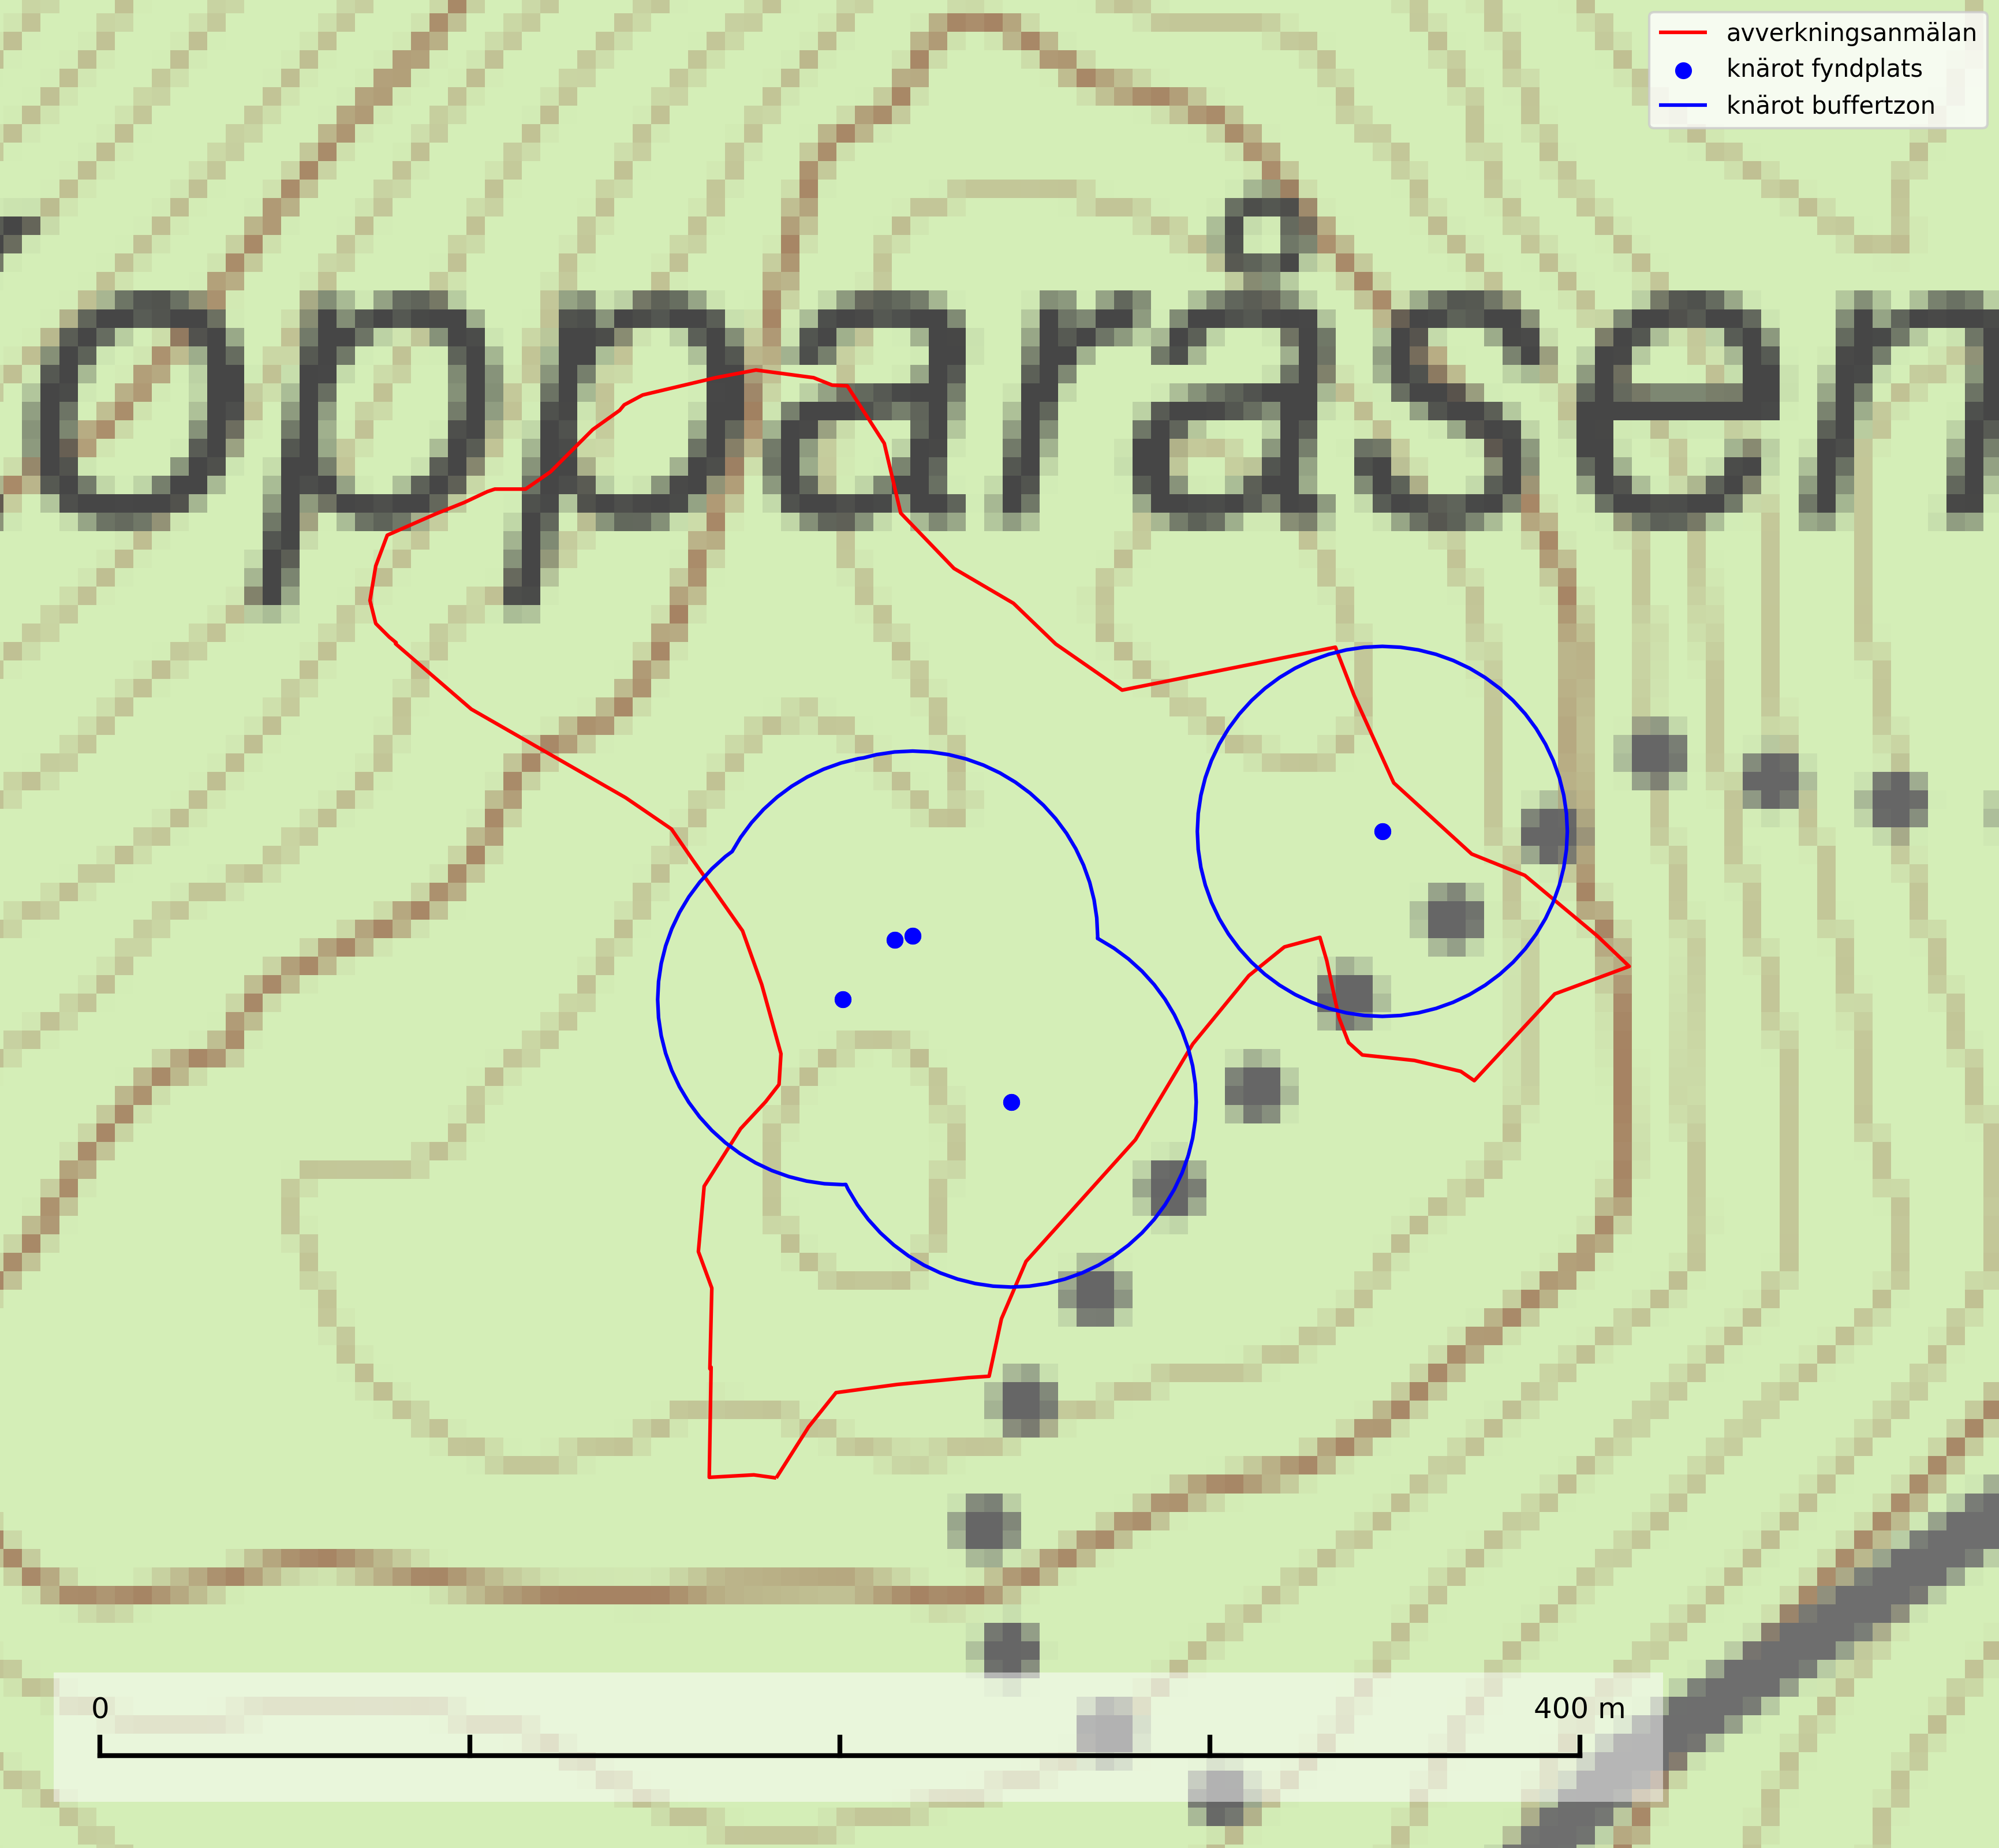 avverkningsanmälan
knärot fyndplats
knärot buffertzon
opparåsen
0
400 m